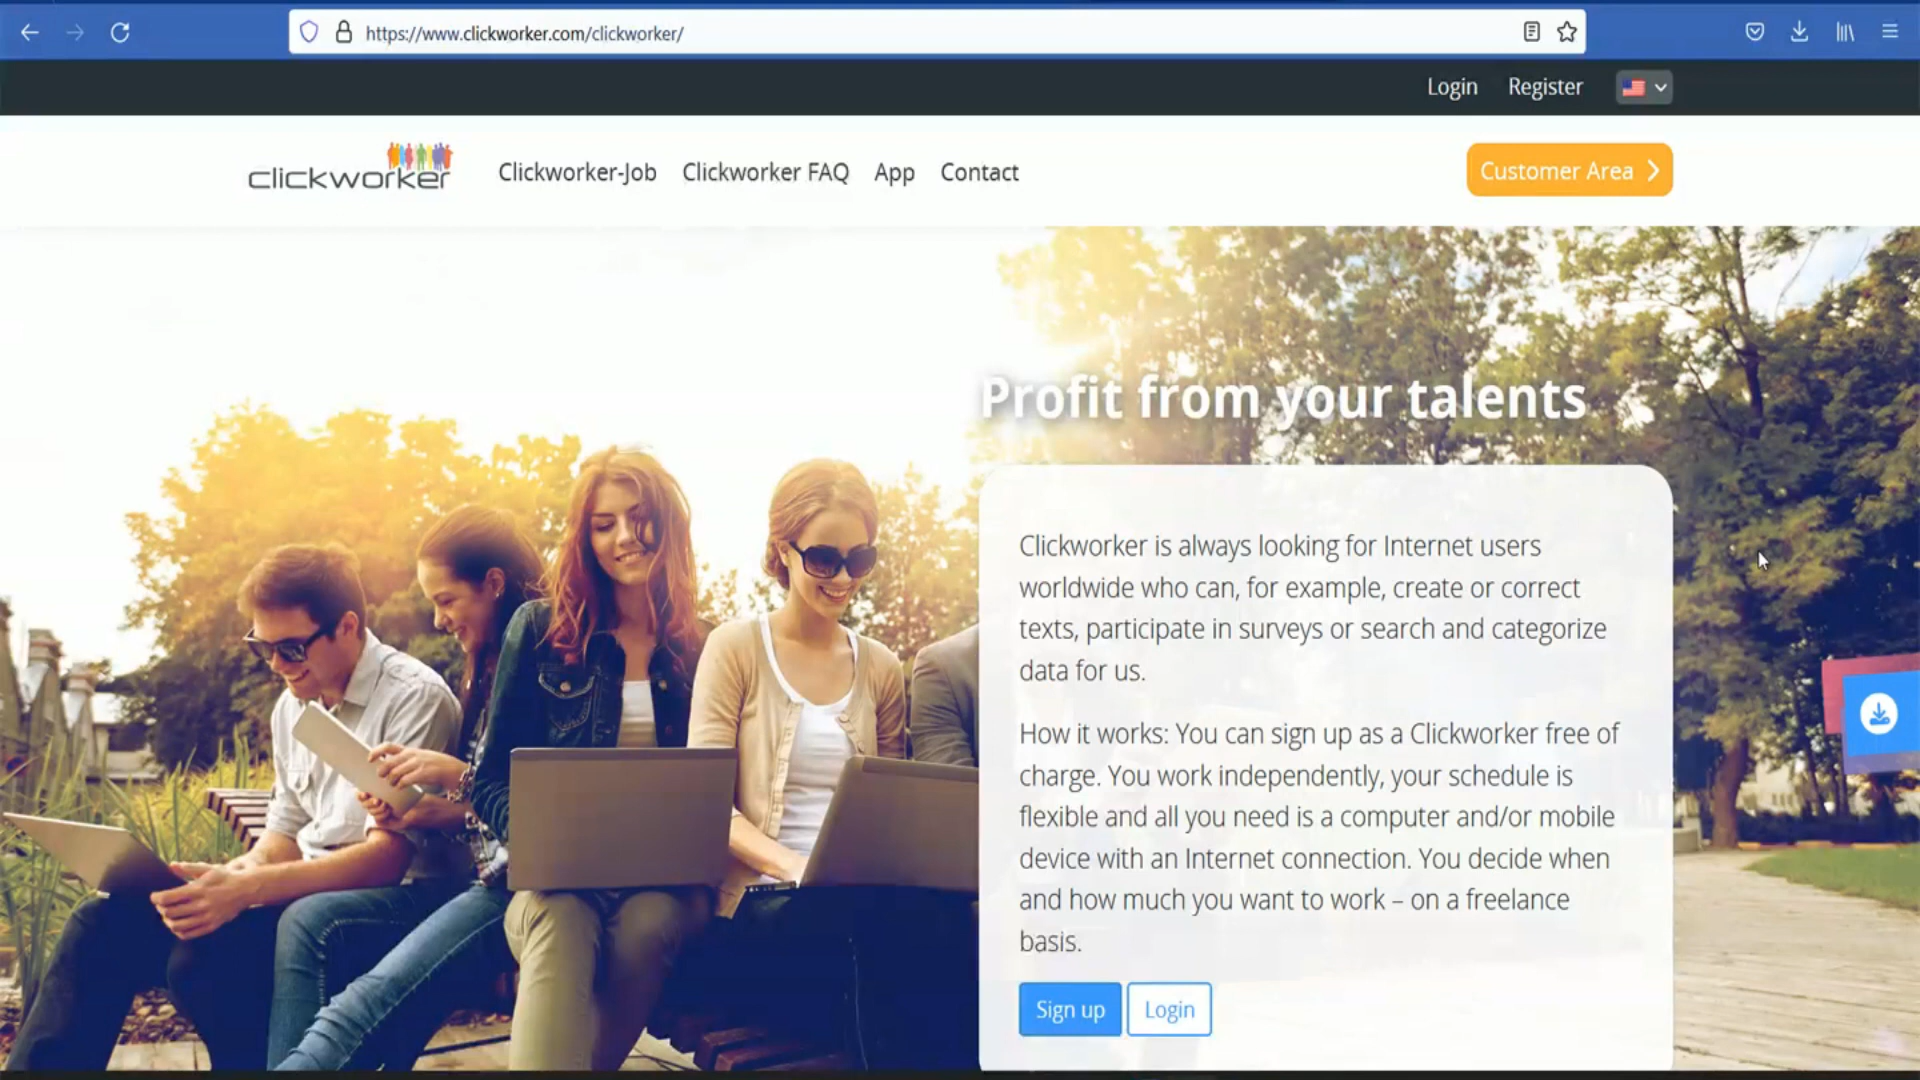 https://www.clickworker.com/clickworker/
Login Register
clickworker Clickworker-Job Clickworker FAQ App Contact Customer Area
Profit from your talents
Clickworker is always looking for Internet users
worldwide who can, for example, create or correct
texts, participate in surveys or search and categorize
data for us.
How it works: You can sign up as a Clickworker free of
charge. You work independently, your schedule is
flexible and all you need is a computer and/or mobile
device with an Internet connection. You decide when
and how much you want to work – on a freelance
basis.
Sign up Login